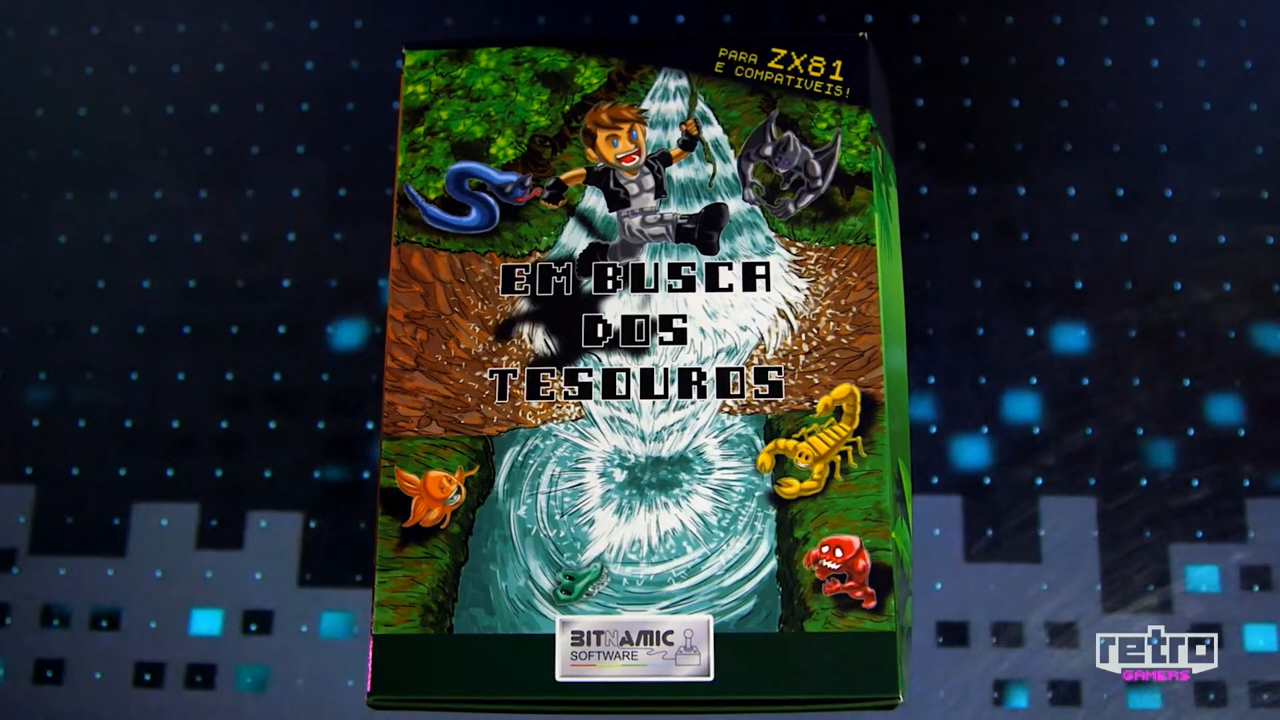 PARA ZX81
E COMPATIVEIS!
EM BUSCA
DOS
TESOUROS
BITNAMIC
SOFTWARE
retro
GAMERS